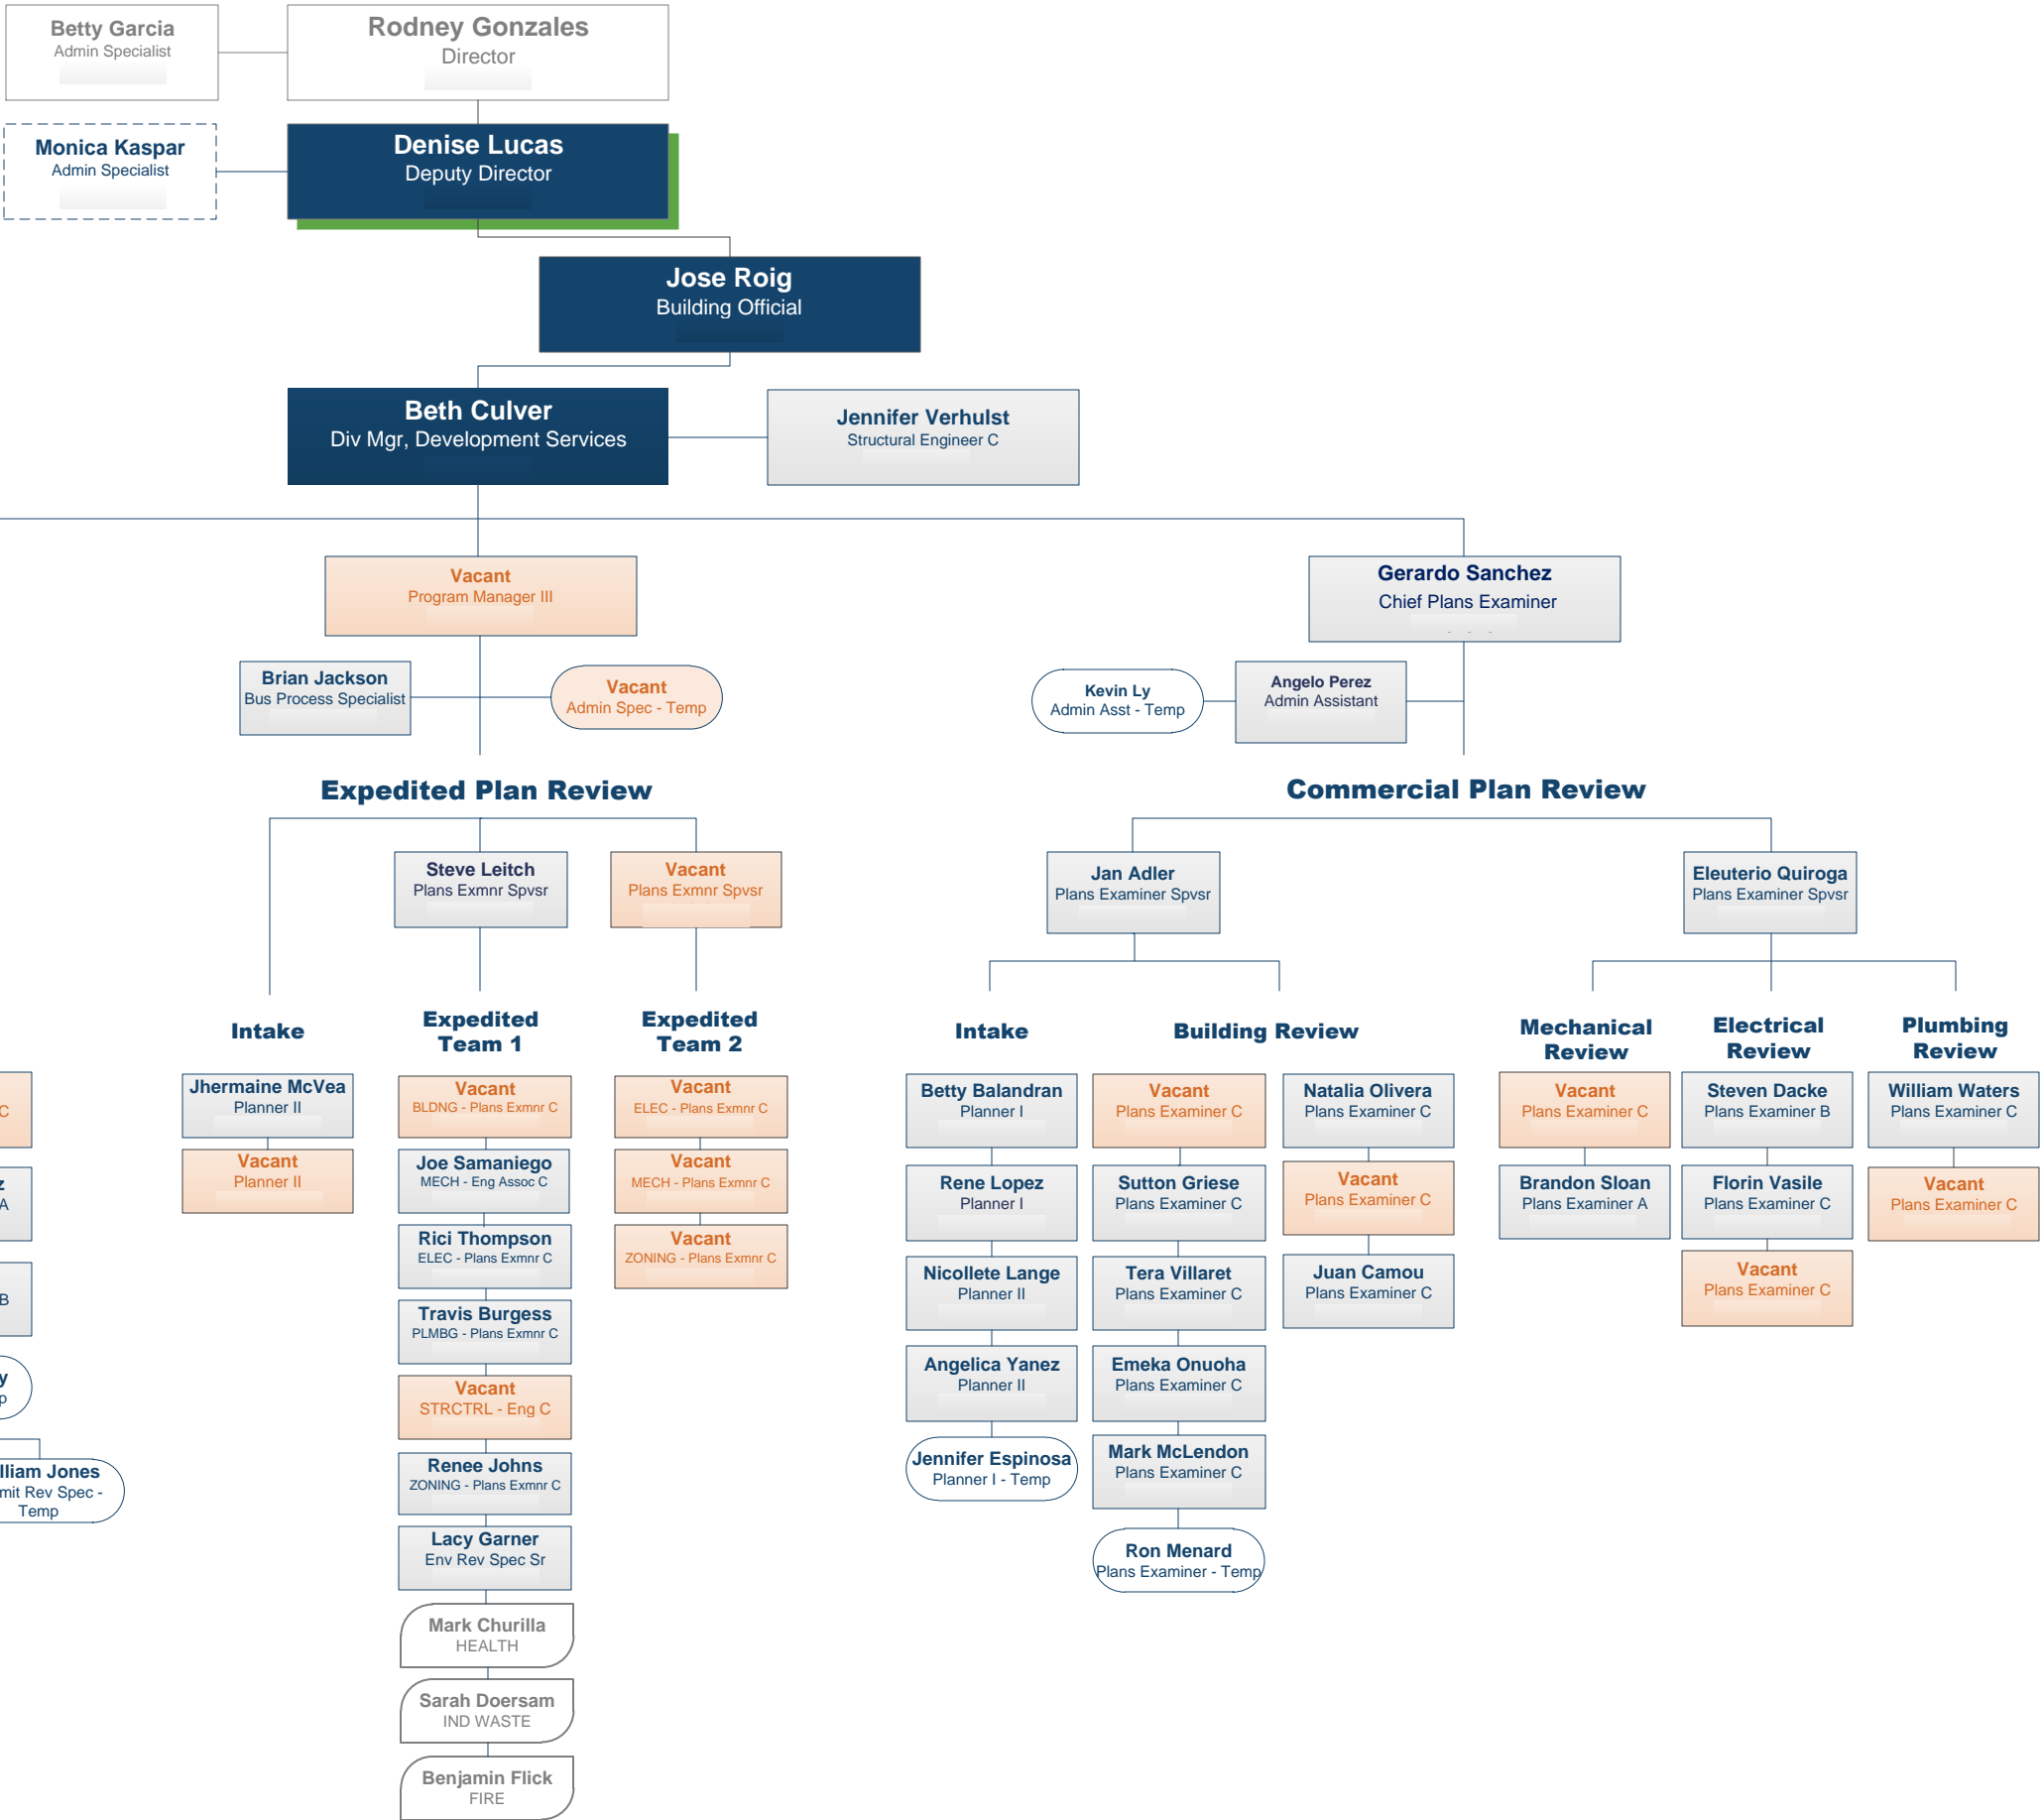 Betty Garcia
Admin Specialist
Rodney Gonzales
Director
Monica Kaspar
Admin Specialist
Denise Lucas
Deputy Director
Jose Roig
Building Official
Beth Culver
Div Mgr, Development Services
Jennifer Verhulst
Structural Engineer C
Vacant
Program Manager III
Gerardo Sanchez
Chief Plans Examiner
Brian Jackson
Bus Process Specialist
Vacant
Admin Spec - Temp
Kevin Ly
Admin Asst - Temp
Angelo Perez
Admin Assistant
Expedited Plan Review
Commercial Plan Review
Steve Leitch
Plans Exmnr Spvsr
Vacant
Plans Exmnr Spvsr
Jan Adler
Plans Examiner Spvsr
Eleuterio Quiroga
Plans Examiner Spvsr
C
z
A
B
y
p
lliam Jones
mit Rev Spec -
Temp
Intake
Jhermaine McVea
Planner II
Vacant
Planner II
Expedited
Team 1
Vacant
BLDNG - Plans Exmnr C
Joe Samaniego
MECH - Eng Assoc C
Rici Thompson
ELEC - Plans Exmnr C
Travis Burgess
PLMBG - Plans Exmnr C
Vacant
STRCTRL - Eng C
Renee Johns
ZONING - Plans Exmnr C
Lacy Garner
Env Rev Spec Sr
Mark Churilla
HEALTH
Sarah Doersam
IND WASTE
Benjamin Flick
FIRE
Expedited
Team 2
Vacant
ELEC - Plans Exmnr C
Vacant
MECH - Plans Exmnr C
Vacant
ZONING - Plans Exmnr C
Intake
Betty Balandran
Planner I
Rene Lopez
Planner I
Nicollete Lange
Planner II
Angelica Yanez
Planner II
Jennifer Espinosa
Planner I - Temp
Building Review
Vacant
Plans Examiner C
Sutton Griese
Plans Examiner C
Tera Villaret
Plans Examiner C
Emeka Onuoha
Plans Examiner C
Mark McLendon
Plans Examiner C
Ron Menard
Plans Examiner - Temp
Natalia Olivera
Plans Examiner C
Vacant
Plans Examiner C
Juan Camou
Plans Examiner C
Mechanical
Review
Vacant
Plans Examiner C
Brandon Sloan
Plans Examiner A
Electrical
Review
Steven Dacke
Plans Examiner B
Florin Vasile
Plans Examiner C
Vacant
Plans Examiner C
Plumbing
Review
William Waters
Plans Examiner C
Vacant
Plans Examiner C